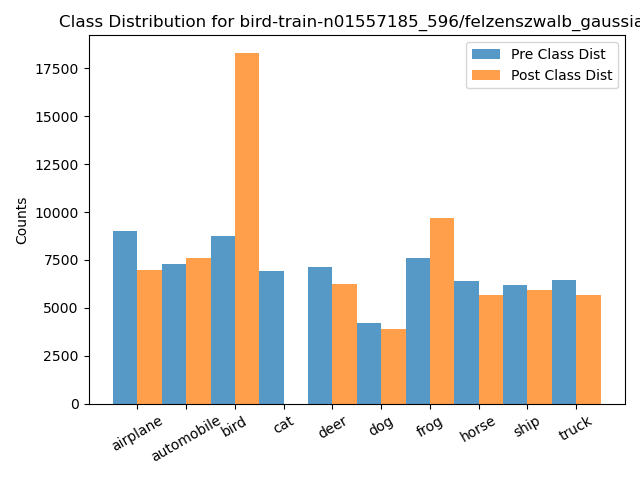 Class Distribution for bird-train-n01557185_596/felzenszwalb_gaussia
Pre Class Dist
Post Class Dist
Counts
17500
15000
12500
10000
7500
5000
2500
0
airplane
automobile
bird
cat
deer
dog
frog
horse
ship
truck